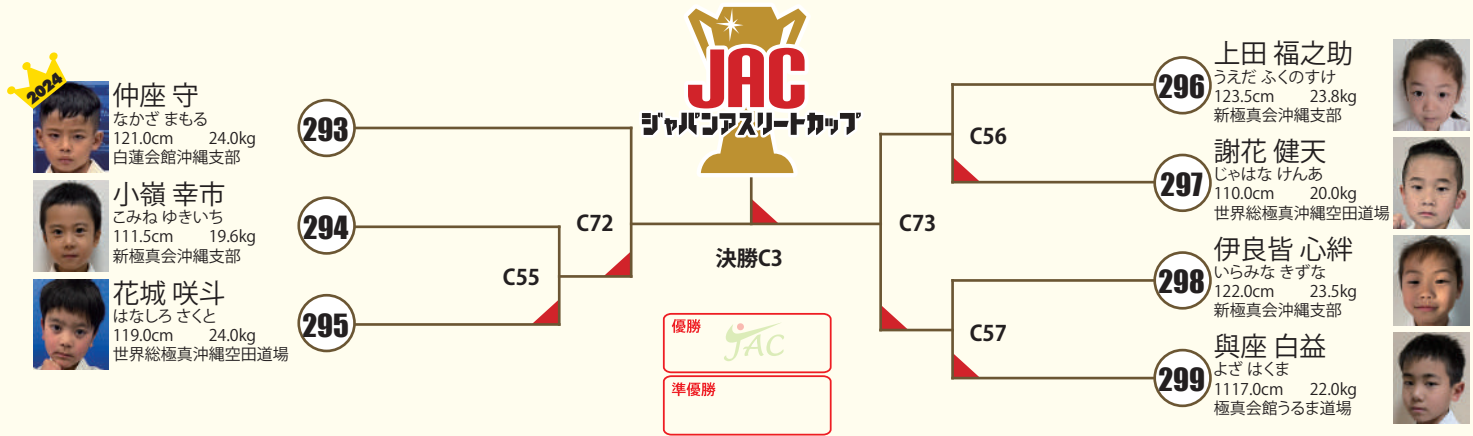 2024
仲座 守
なかざ まもる
121.0cm 24.0kg
白蓮会館沖縄支部
293
小嶺 幸市
こみね ゆきいち
111.5cm 19.6kg
新極真会沖縄支部
294
花城 咲斗
はなしろ さくと
119.0cm 24.0kg
世界総極真沖縄空田道場
295
C55
C72
JAC
ジャパンアスリートカップ
決勝C3
優勝
JAC
準優勝
C73
C56
C57
296
上田 福之助
うえだ ふくのすけ
123.5cm 23.8kg
新極真会沖縄支部
297
謝花 健天
じゃはな けんあ
110.0cm 20.0kg
世界総極真沖縄空田道場
298
伊良皆 心絆
いらみな きずな
122.0cm 23.5kg
新極真会沖縄支部
299
與座 白益
よざ はくま
1117.0cm 22.0kg
極真会館うるま道場